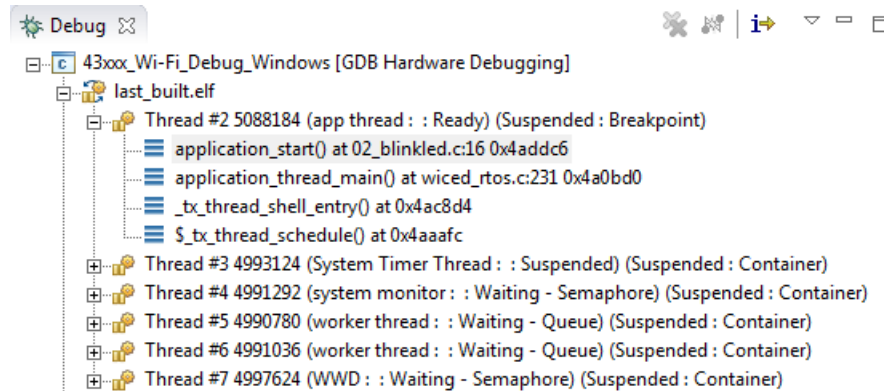 Debug
43xxx_Wi-Fi_Debug_Windows [GDB Hardware Debugging]
last_built.elf
Thread #2 5088184 (app thread : : Ready) (Suspended : Breakpoint)
application_start() at 02_blinkled.c:16 0x4addc6
application_thread_main() at wiced_rtos.c:231 0x4a0bd0
_tx_thread_shell_entry() at 0x4ac8d4
$_tx_thread_schedule() at 0x4aaafc
Thread #3 4993124 (System Timer Thread : : Suspended) (Suspended : Container)
Thread #4 4991292 (system monitor : : Waiting - Semaphore) (Suspended : Container)
Thread #5 4990780 (worker thread : : Waiting - Queue) (Suspended : Container)
Thread #6 4991036 (worker thread : : Waiting - Queue) (Suspended : Container)
Thread #7 4997624 (WWD : : Waiting - Semaphore) (Suspended : Container)